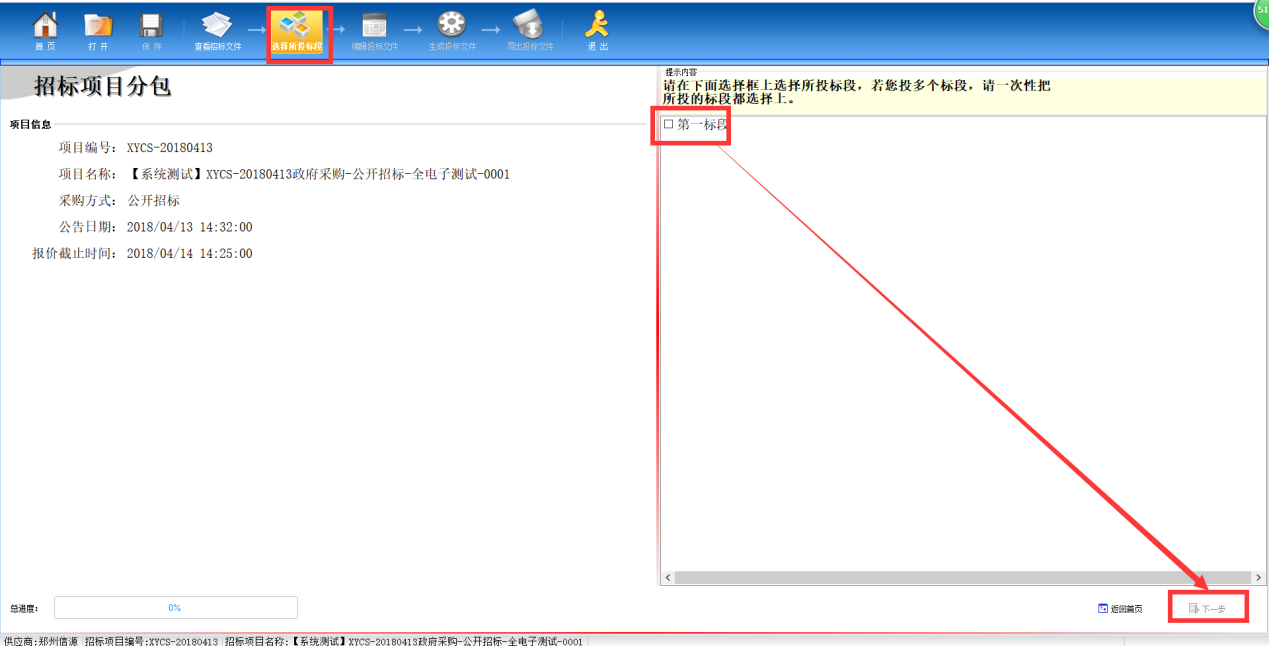 51
首 页
打 开
保 存
查看招标文件
选择所投标段
编辑投标文件
生成投标文件
导出投标文件
退 出
招标项目分包
项目信息
项目编号： XYCS-20180413
项目名称： 【系统测试】XYCS-20180413政府采购-公开招标-全电子测试-0001
采购方式： 公开招标
公告日期： 2018/04/13 14:32:00
报价截止时间： 2018/04/14 14:25:00
提示内容
请在下面选择框上选择所投标段，若您投多个标段，请一次性把
所投的标段都选择上。
第一标段
总进度：
0%
返回首页
下一步
供应商:郑州信源 招标项目编号:XYCS-20180413 招标项目名称:【系统测试】XYCS-20180413政府采购-公开招标-全电子测试-0001